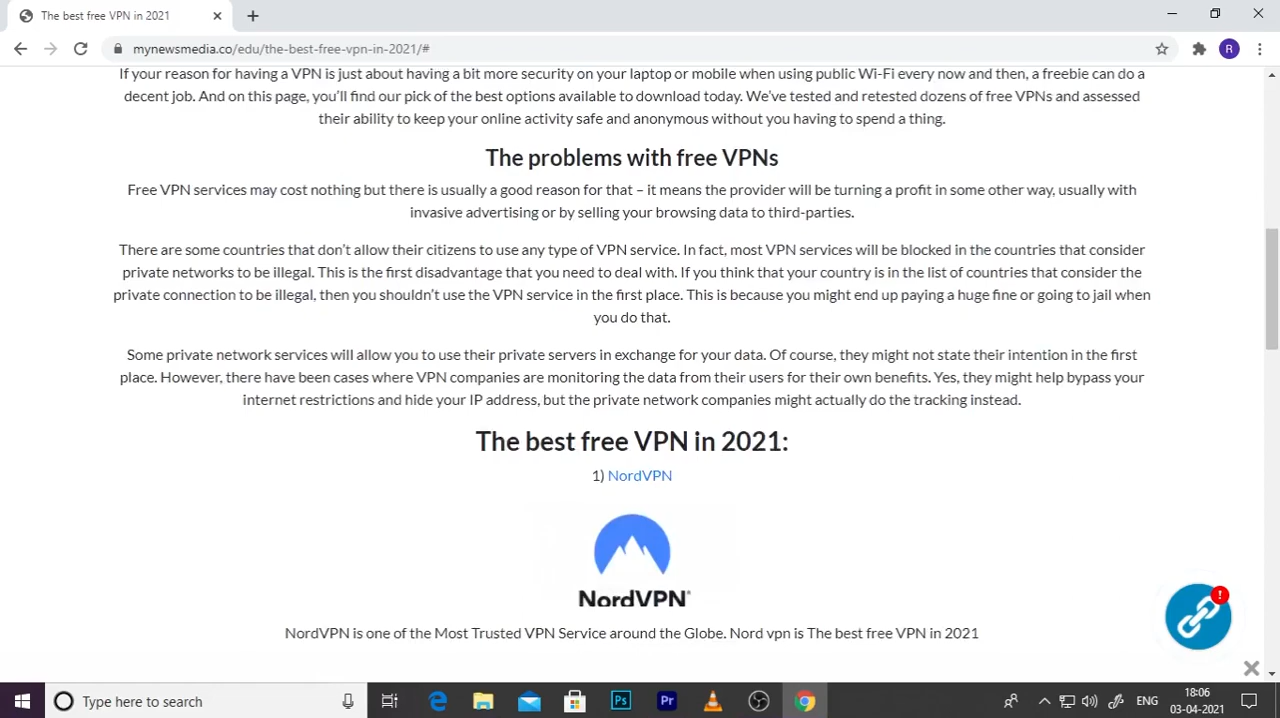 The best free VPN in 2021
mynewsmedia.co/edu/the-best-free-vpn-in-2021/#
R
If your reason for having a VPN is just about having a bit more security on your laptop or mobile when using public Wi-Fi every now and then, a freebie can do a
decent job. And on this page, you'll find our pick of the best options available to download today. We've tested and retested dozens of free VPNs and assessed
their ability to keep your online activity safe and anonymous without you having to spend a thing.
The problems with free VPNs
Free VPN services may cost nothing but there is usually a good reason for that – it means the provider will be turning a profit in some other way, usually with
invasive advertising or by selling your browsing data to third-parties.
There are some countries that don't allow their citizens to use any type of VPN service. In fact, most VPN services will be blocked in the countries that consider
private networks to be illegal. This is the first disadvantage that you need to deal with. If you think that your country is in the list of countries that consider the
private connection to be illegal, then you shouldn't use the VPN service in the first place. This is because you might end up paying a huge fine or going to jail when
you do that.
Some private network services will allow you to use their private servers in exchange for your data. Of course, they might not state their intention in the first
place. However, there have been cases where VPN companies are monitoring the data from their users for their own benefits. Yes, they might help bypass your
internet restrictions and hide your IP address, but the private network companies might actually do the tracking instead.
The best free VPN in 2021:
1) NordVPN
NordVPN®
NordVPN is one of the Most Trusted VPN Service around the Globe. Nord vpn is The best free VPN in 2021
!
Type here to search
Ps
Pr
ENG
18:06
03-04-2021